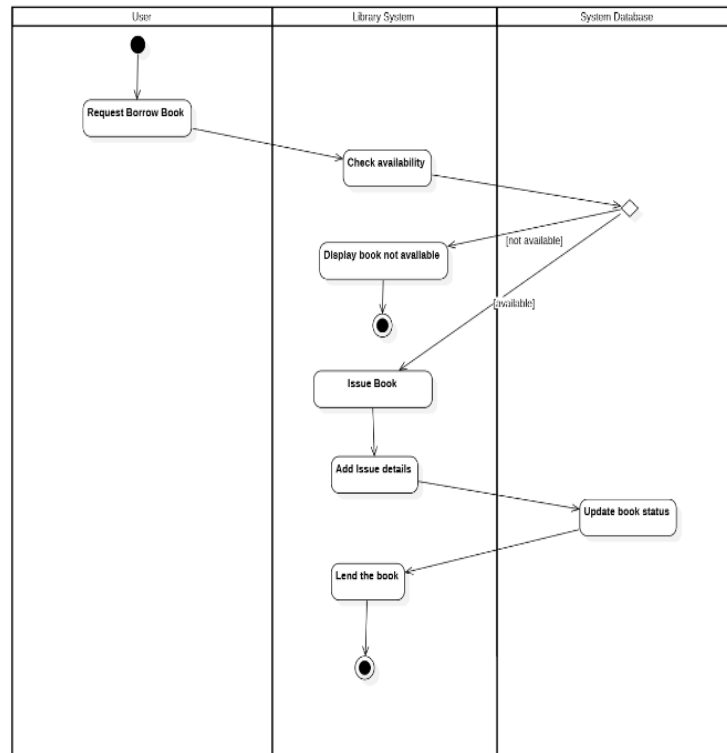 User
Library System
System Database
Request Borrow Book
Check availability
[not available]
Display book not available
[available]
Issue Book
Add Issue details
Update book status
Lend the book